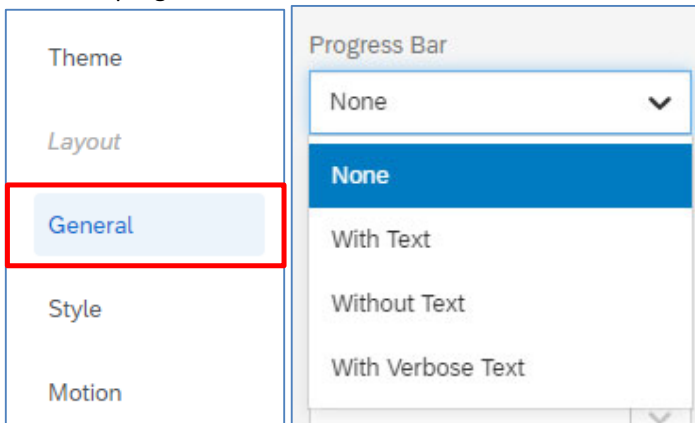 Theme
Layout
General
Style
Motion
Progress Bar
None
None
With Text
Without Text
With Verbose Text